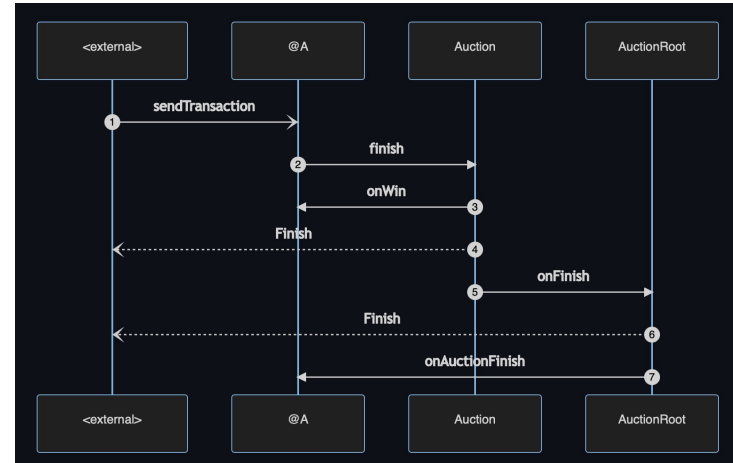 <external>
@A
Auction
AuctionRoot
sendTransaction
1
finish
2
onWin
3
Finish
4
onFinish
5
Finish
6
onAuctionFinish
7
<external>
@A
Auction
AuctionRoot